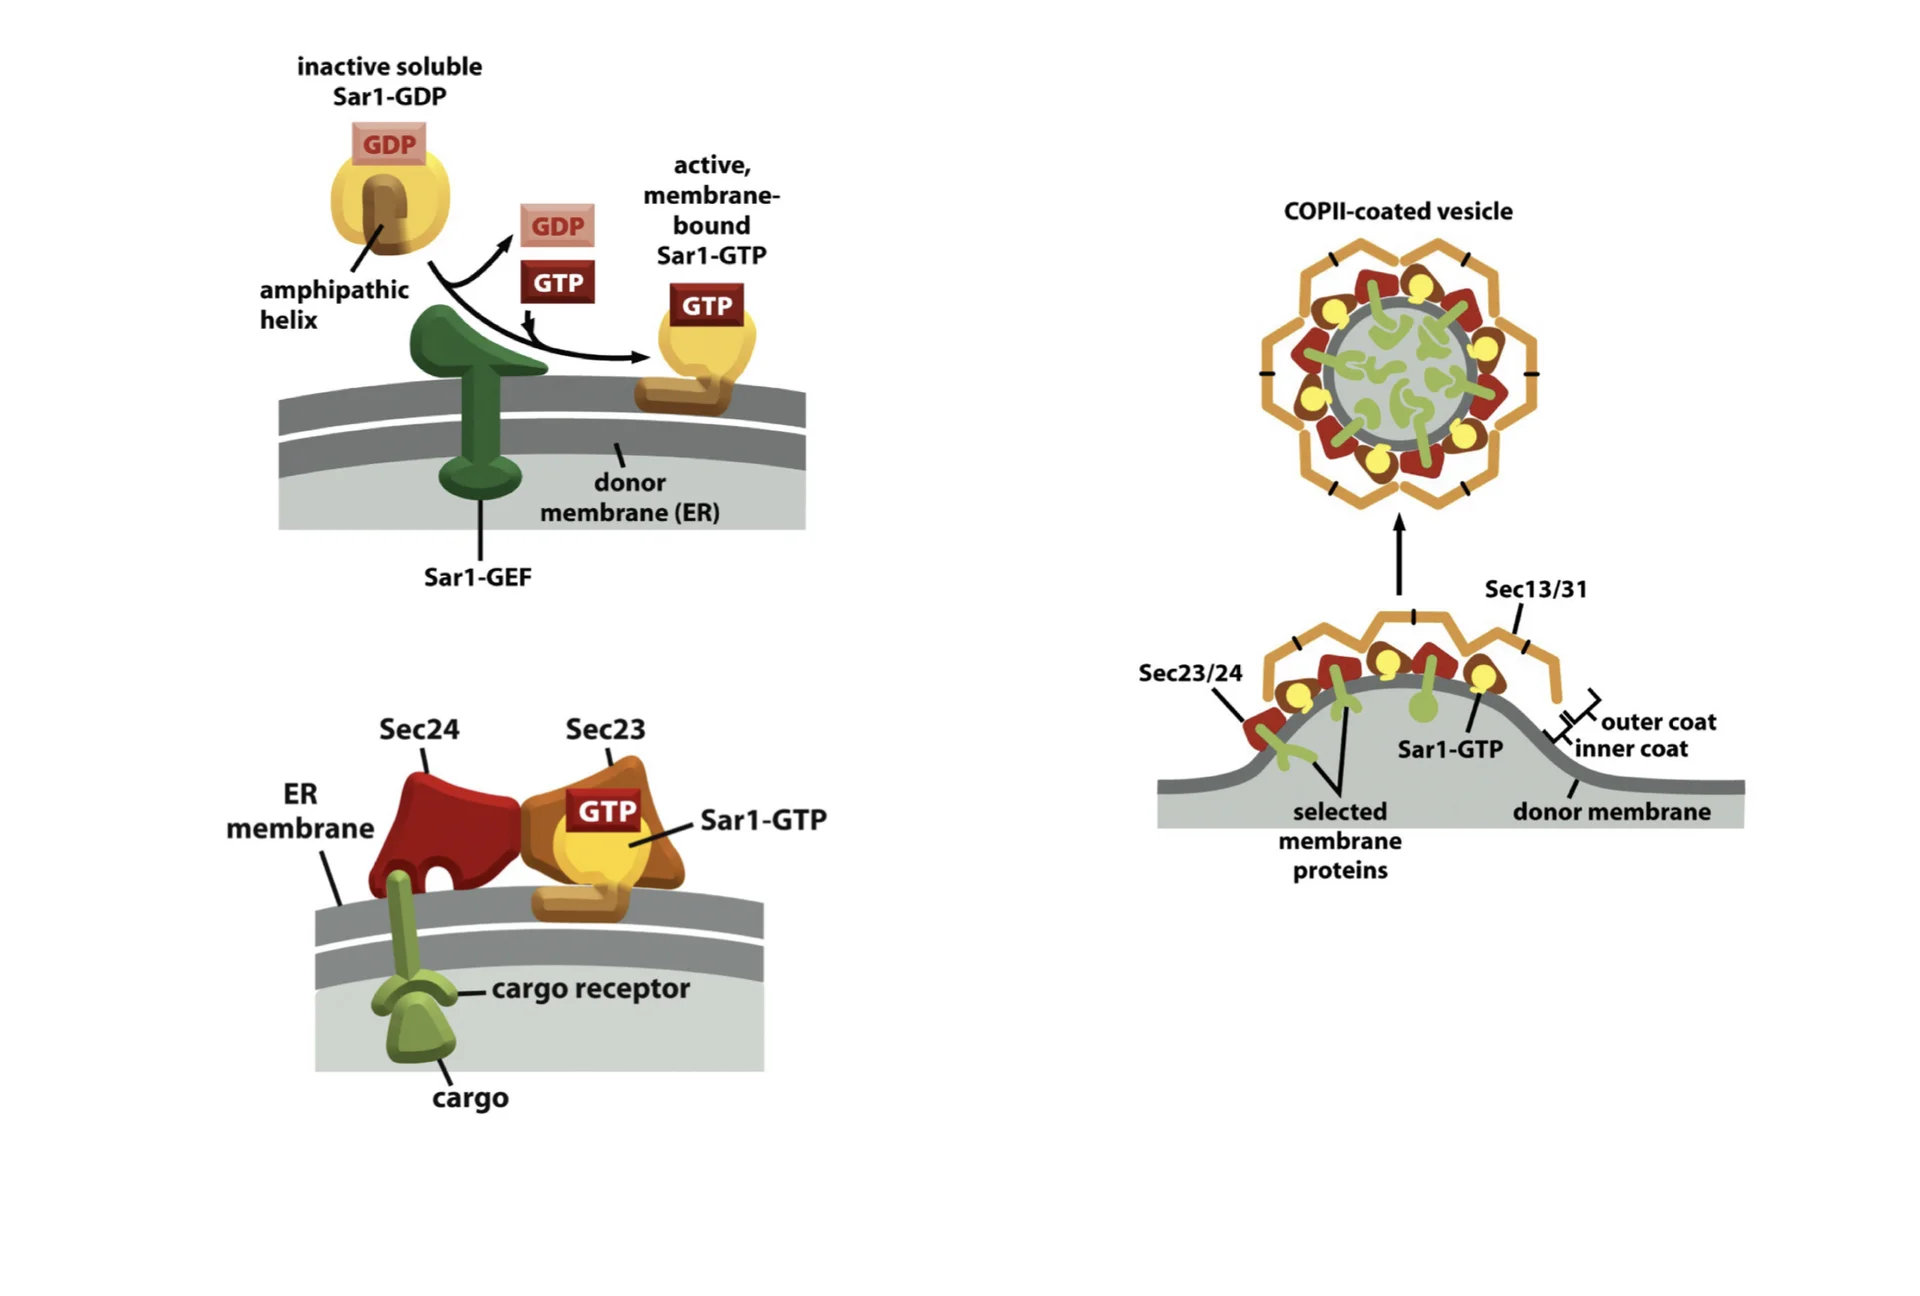 inactive soluble
Sar1-GDP
GDP
amphipathic
helix
GDP
GTP
active,
membrane-
bound
Sar1-GTP
GTP
donor
membrane (ER)
Sar1-GEF
Sec24
Sec23
ER
membrane
GTP
Sar1-GTP
cargo receptor
cargo
COPII-coated vesicle
Sec13/31
Sec23/24
outer coat
inner coat
Sar1-GTP
selected
membrane
proteins
donor membrane